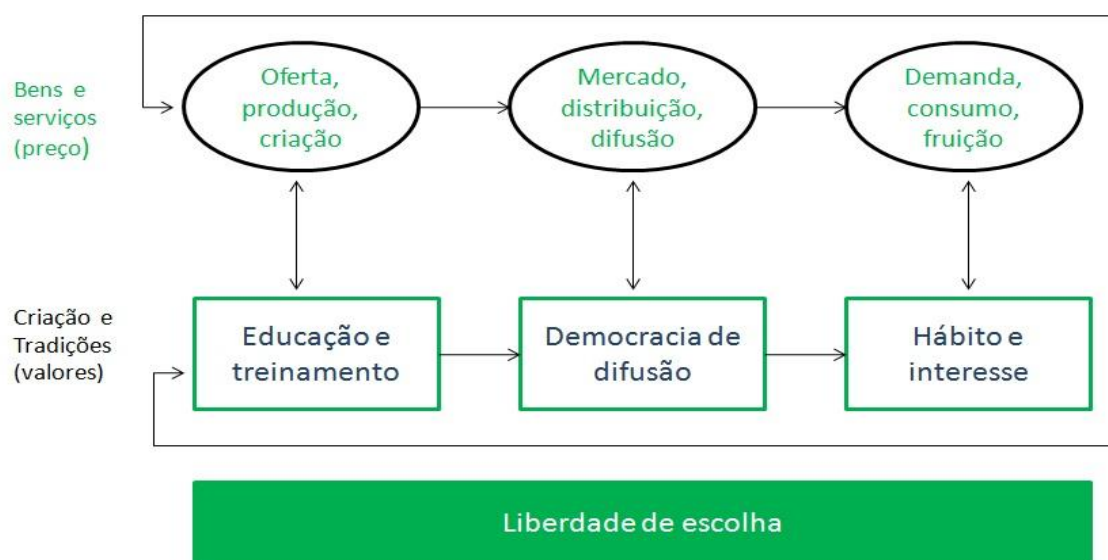 Bens e
serviços
(preço)
Oferta,
produção,
criação
Mercado,
distribuição,
difusão
Demanda,
consumo,
fruição
Criação e
Tradições
(valores)
Educação e
treinamento
Democracia de
difusão
Hábito e
interesse
Liberdade de escolha